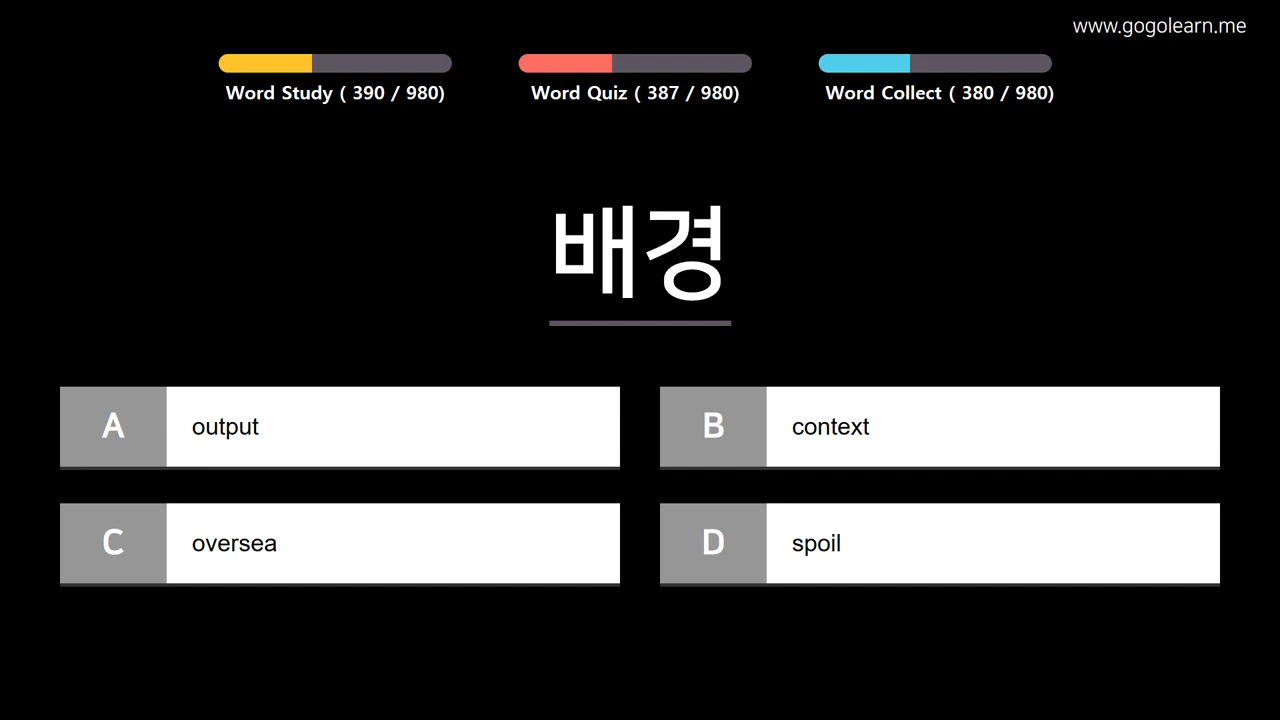 www.gogolearn.me
Word Study ( 390 / 980)
Word Quiz ( 387 / 980)
Word Collect ( 380 / 980)
배경
A output
B context
C oversea
D spoil